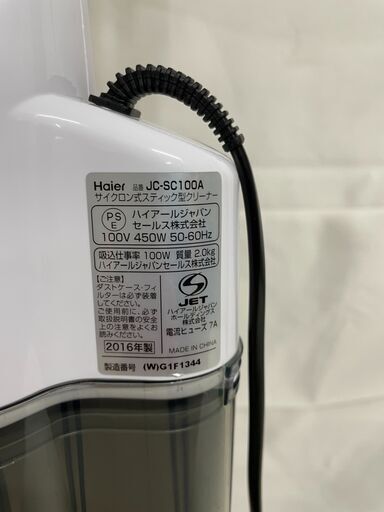 Haier 品番 JC-SC100A
サイクロン式スティック型クリーナー
PS
E
ハイアールジャパン
セールス株式会社
100V 450W 50-60Hz
吸込仕事率 100W 質量 2.0kg
ハイアールジャパンセールス株式会社
【ご注意】
ダストケース・フィ
ルターは必ず装着し
てください。
ご使用前に、必ず
取扱説明書の安全
上の注意をよくお
読みください。
2016年製
JET
ハイアールジャパン
ホールディングス
株式会社
電流ヒューズ 7A
MADE IN CHINA
製造番号 (W)G1F1344